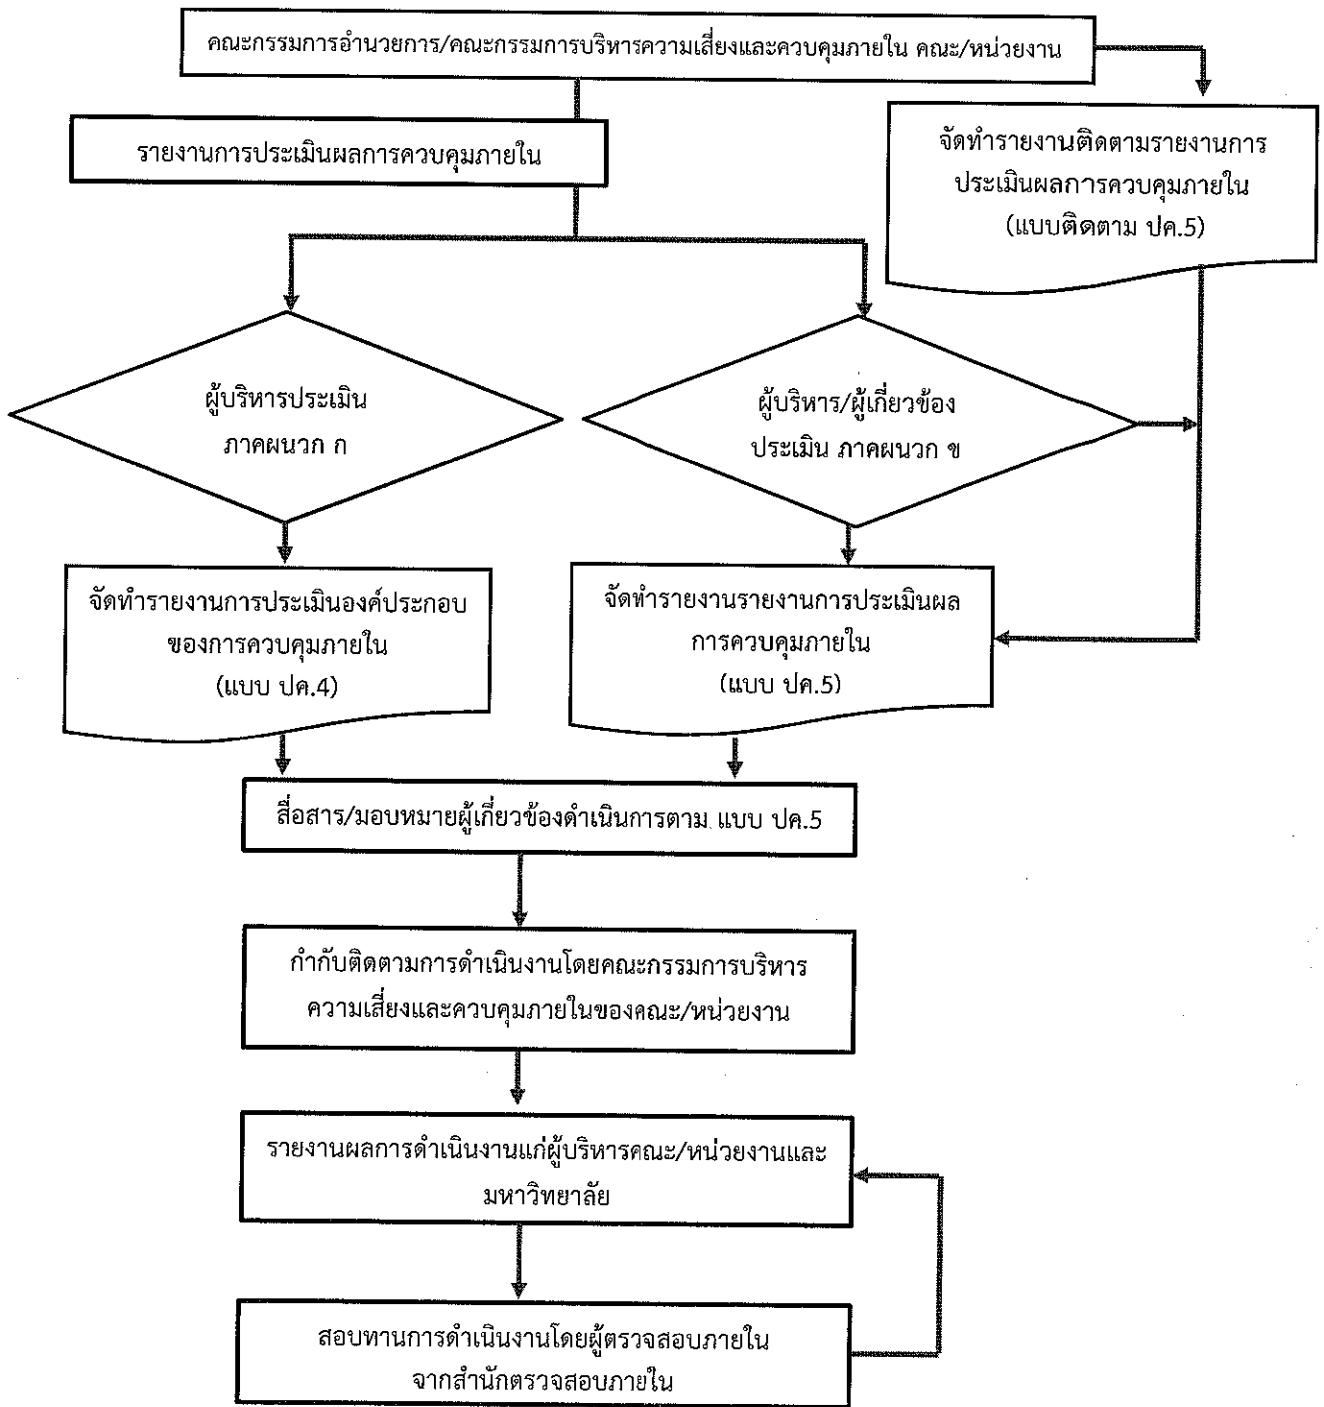 คณะกรรมการอำนวยการ/คณะกรรมการบริหารความเสี่ยงและควบคุมภายใน คณะ/หน่วยงาน
รายงานการประเมินผลการควบคุมภายใน
จัดทำรายงานติดตามรายงานการ
ประเมินผลการควบคุมภายใน
(แบบติดตาม ปค.5)
ผู้บริหารประเมิน
ภาคผนวก ก
ผู้บริหาร/ผู้เกี่ยวข้อง
ประเมิน ภาคผนวก ข
จัดทำรายงานการประเมินองค์ประกอบ
ของการควบคุมภายใน
(แบบ ปค.4)
จัดทำรายงานรายงานการประเมินผล
การควบคุมภายใน
(แบบ ปค.5)
สื่อสาร/มอบหมายผู้เกี่ยวข้องดำเนินการตาม แบบ ปค.5
กำกับติดตามการดำเนินงานโดยคณะกรรมการบริหาร
ความเสี่ยงและควบคุมภายในของคณะ/หน่วยงาน
รายงานผลการดำเนินงานแก่ผู้บริหารคณะ/หน่วยงานและ
มหาวิทยาลัย
สอบทานการดำเนินงานโดยผู้ตรวจสอบภายใน
จากสำนักตรวจสอบภายใน